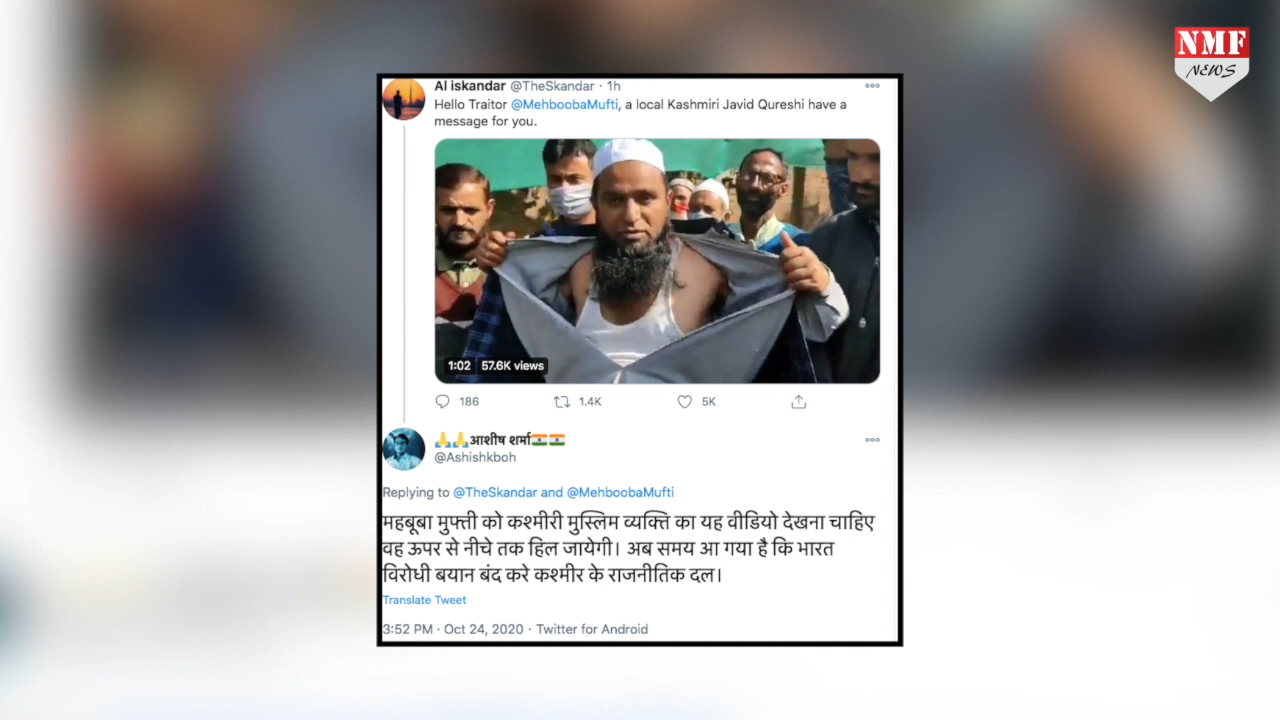 NMF
NEWS
Al iskandar @TheSkandar · 1h
Hello Traitor @MehboobaMufti, a local Kashmiri Javid Qureshi have a
message for you.
1:02 57.6K views
186 1.4K 5K
🙏🙏आशीष शर्मा🇮🇳🇮🇳
@Ashishkboh
Replying to @TheSkandar and @MehboobaMufti
महबूबा मुफ्ती को कश्मीरी मुस्लिम व्यक्ति का यह वीडियो देखना चाहिए
वह ऊपर से नीचे तक हिल जायेगी। अब समय आ गया है कि भारत
विरोधी बयान बंद करे कश्मीर के राजनीतिक दल।
Translate Tweet
3:52 PM · Oct 24, 2020 · Twitter for Android